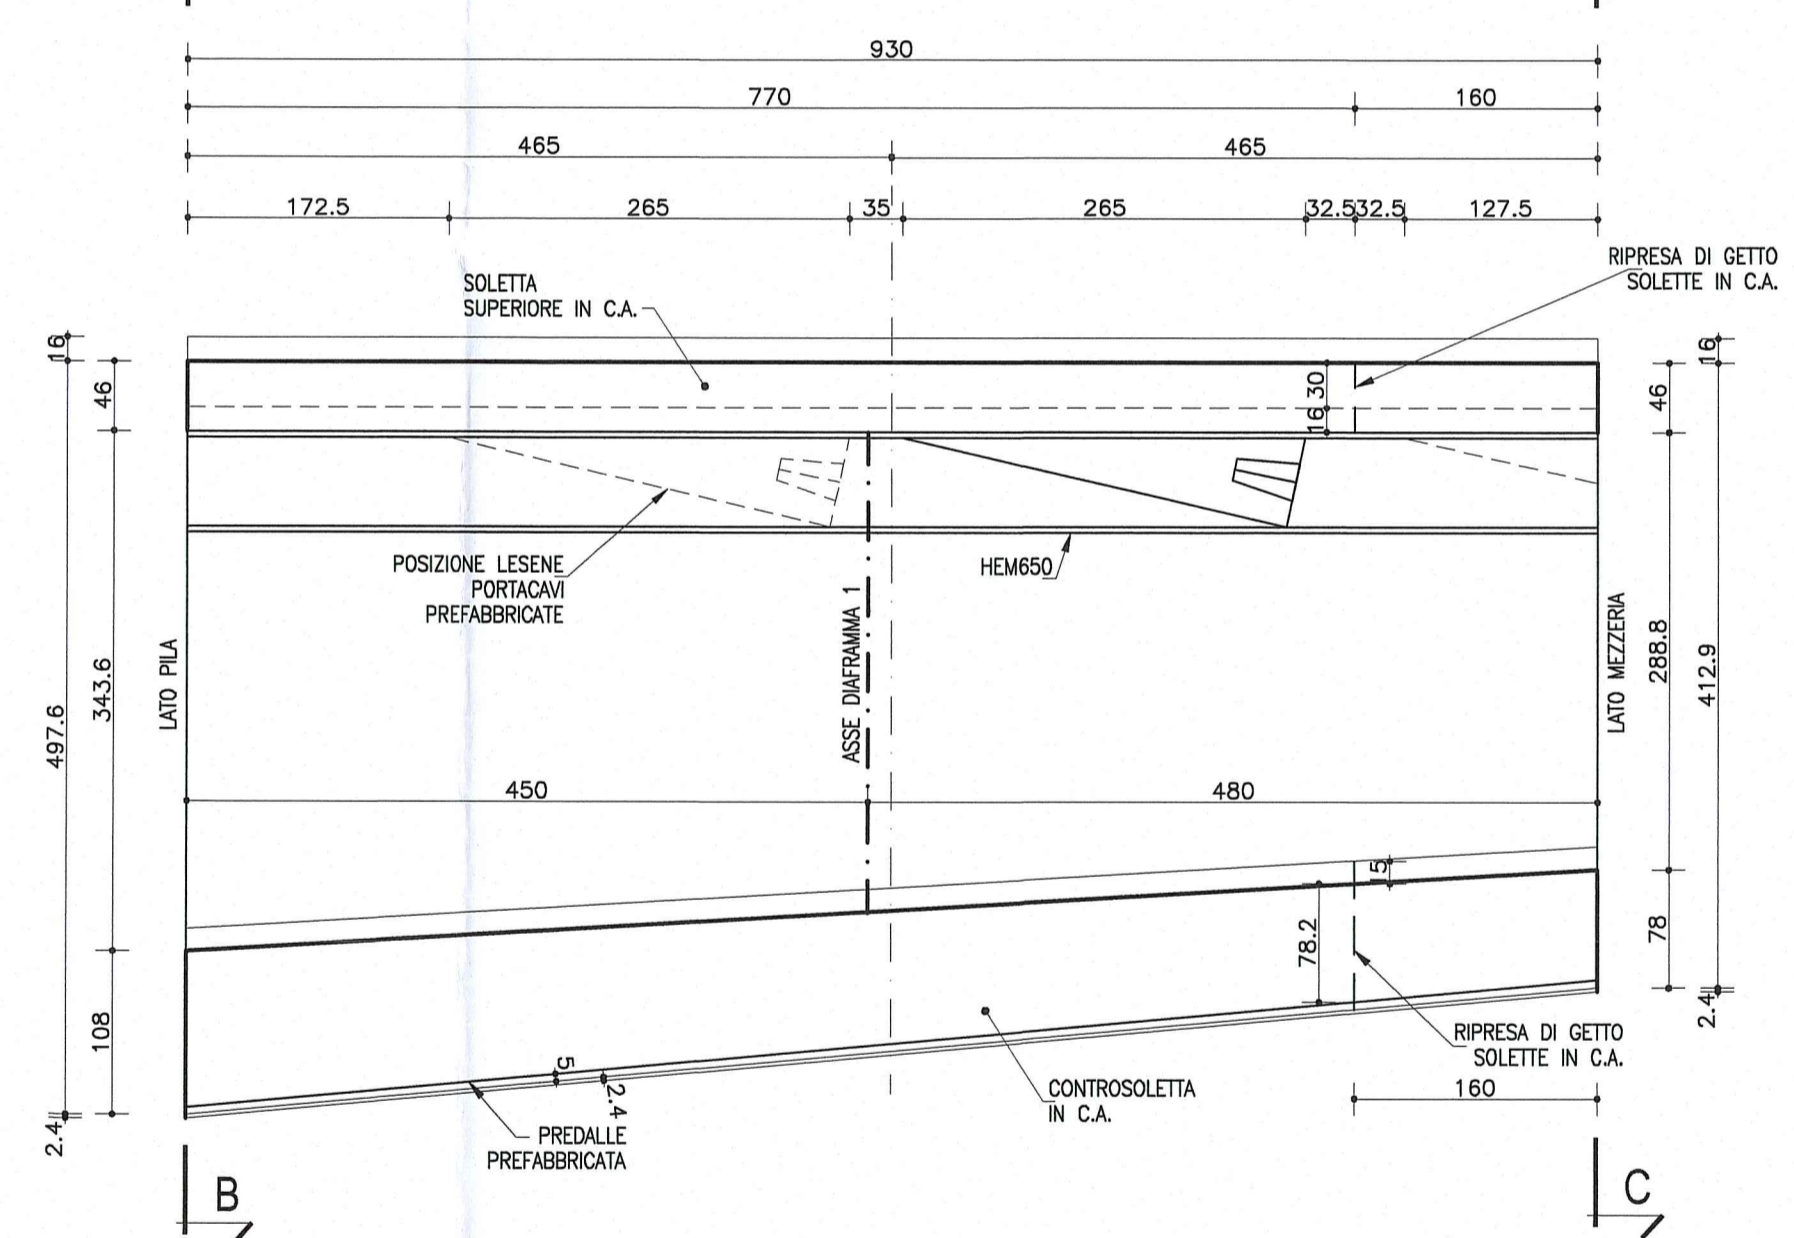 930
770
160
465
465
172.5
265
35
265
32.5
32.5
127.5
RIPRESA DI GETTO
SOLETTE IN C.A.
SOLETTA
SUPERIORE IN C.A.
16
46
30
16
16
46
POSIZIONE LESENE
PORTACAVI
PREFABBRICATE
HEM650
ASSE DIAFRAMMA 1
LATO PILA
343.6
497.6
LATO MEZZERIA
288.8
412.9
450
480
15
78.2
78
108
2.4
5
2.4
2.4
RIPRESA DI GETTO
SOLETTE IN C.A.
160
CONTROSOLETTA
IN C.A.
PREDALLE
PREFABBRICATA
B
C